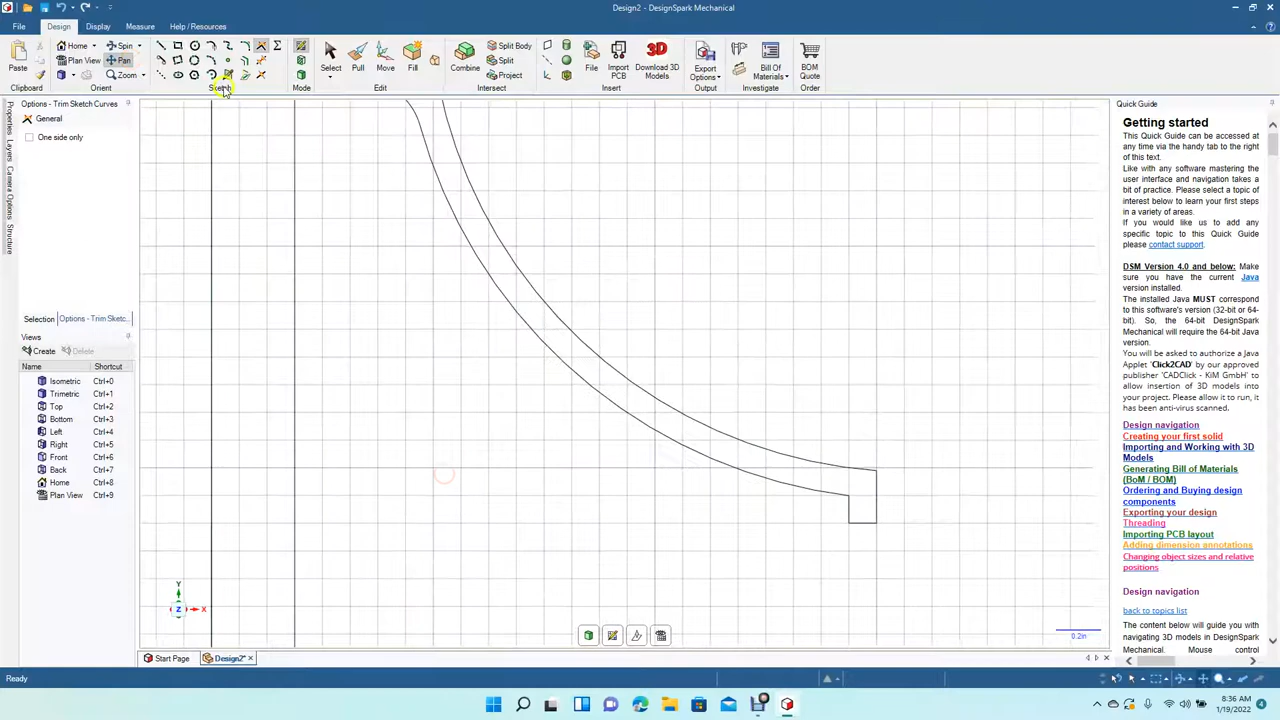 Design2 - DesignSpark Mechanical
File
Design
Display
Measure
Help / Resources
Paste
Home
Plan View
Spin
Pan
Zoom
Select
Pull
Move
Fill
Combine
Split Body
Split
Project
File
Import PCB
Download 3D Models
Export Options
Bill of Materials
BOM Quote
Clipboard
Orient
Sketch
Mode
Edit
Intersect
Insert
Output
Investigate
Order
Options - Trim Sketch Curves
General
One side only
Properties
Layers
Camera Options
Structure
Selection
Options - Trim Sketc...
Views
Create
Delete
Name
Shortcut
Isometric Ctrl+0
Trimetric Ctrl+1
Top Ctrl+2
Bottom Ctrl+3
Left Ctrl+4
Right Ctrl+5
Front Ctrl+6
Back Ctrl+7
Home Ctrl+8
Plan View Ctrl+9
Y
Z
X
0.2in
Quick Guide
Getting started
This Quick Guide can be accessed at
any time via the handy tab to the right
of this text.
Like with any software mastering the
user interface and navigation takes a
bit of practice. Please select a topic of
interest below to learn your first steps
in a variety of areas.
If you would like us to add any
specific topic to this Quick Guide
please contact support.
DSM Version 4.0 and below: Make
sure you have the current Java
version installed.
The installed Java MUST correspond
to this software's version (32-bit or 64-
bit). So, the 64-bit DesignSpark
Mechanical will require the 64-bit Java
version.
You will be asked to authorize a Java
Applet 'Click2CAD' by our approved
publisher 'CADClick - KiM GmbH' to
allow insertion of 3D models into
your project. Please allow it to run, it
has been anti-virus scanned.
Design navigation
Creating your first solid
Importing and Working with 3D
Models
Generating Bill of Materials
(BoM / BOM)
Ordering and Buying design
components
Exporting your design
Threading
Importing PCB layout
Adding dimension annotations
Changing object sizes and relative
positions
Design navigation
back to topics list
The content below will guide you with
navigating 3D models in DesignSpark
Mechanical. Mouse control
Start Page
Design2*
Ready
8:36 AM
1/19/2022